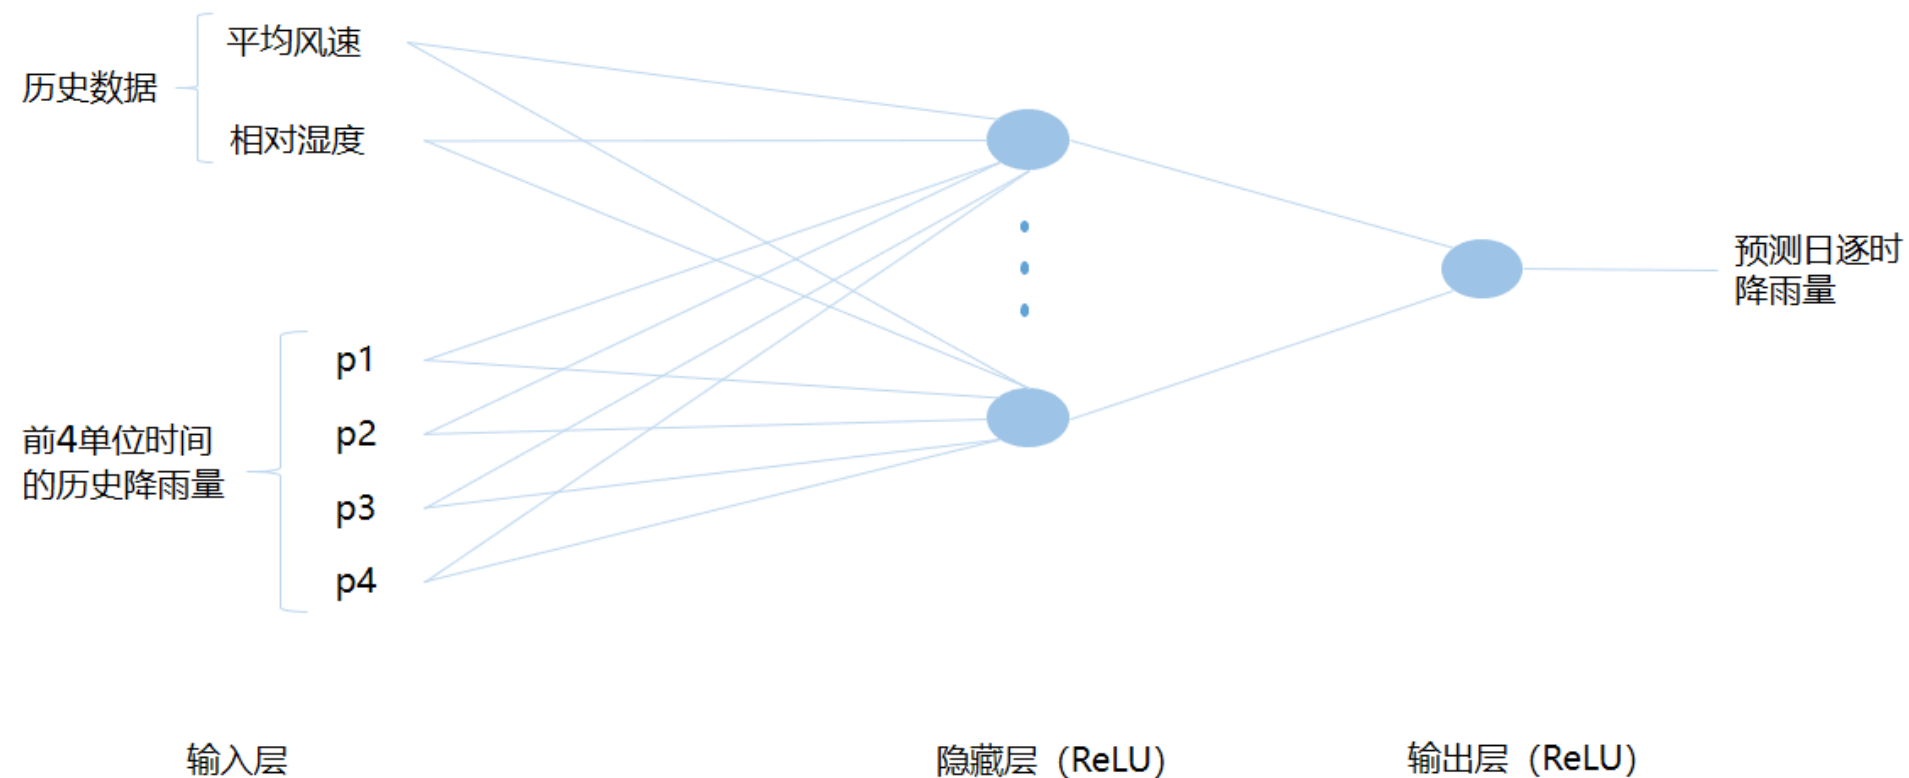 历史数据
平均风速
相对湿度
前4单位时间
的历史降雨量
p1
p2
p3
p4
预测日逐时
降雨量
输入层
隐藏层（ReLU）
输出层（ReLU）